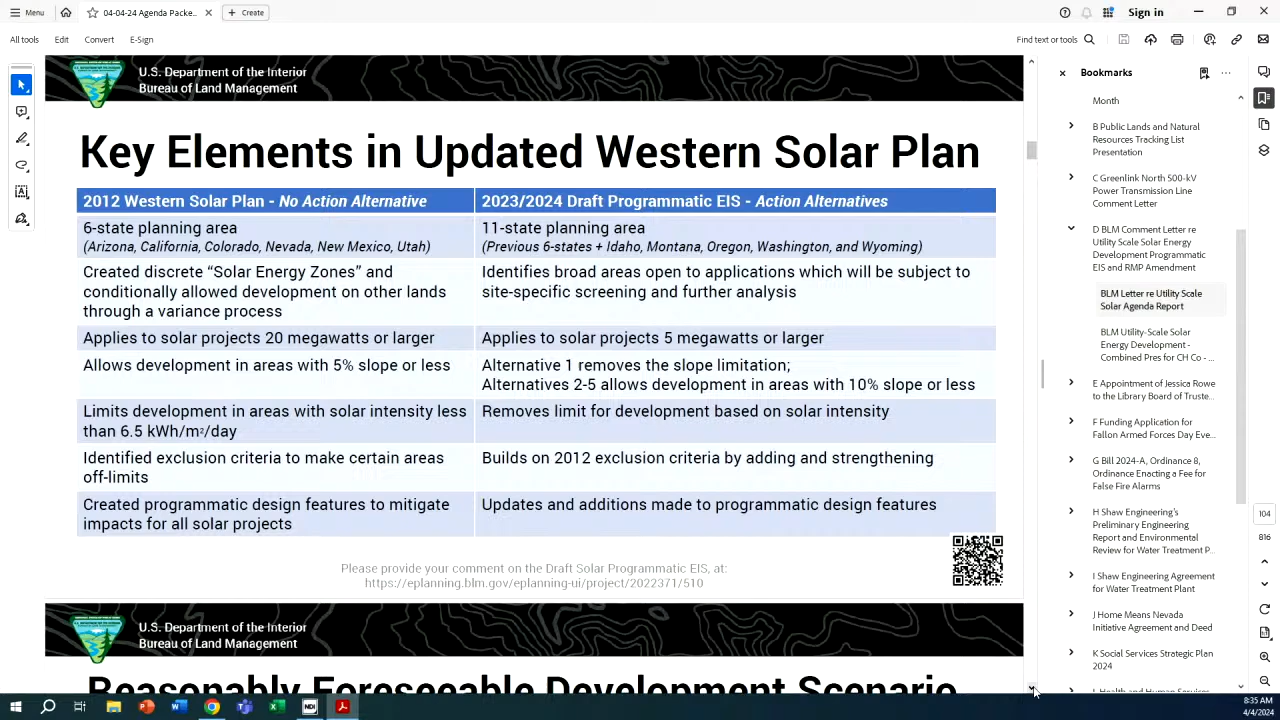 Menu
04-04-24 Agenda Packe...
Create
Sign in
All tools
Edit
Convert
E-Sign
Find text or tools
U.S. Department of the Interior
Bureau of Land Management
Key Elements in Updated Western Solar Plan
2012 Western Solar Plan - No Action Alternative
2023/2024 Draft Programmatic EIS - Action Alternatives
6-state planning area
(Arizona, California, Colorado, Nevada, New Mexico, Utah)
11-state planning area
(Previous 6-states + Idaho, Montana, Oregon, Washington, and Wyoming)
Created discrete “Solar Energy Zones” and
conditionally allowed development on other lands
through a variance process
Identifies broad areas open to applications which will be subject to
site-specific screening and further analysis
Applies to solar projects 20 megawatts or larger
Applies to solar projects 5 megawatts or larger
Allows development in areas with 5% slope or less
Alternative 1 removes the slope limitation;
Alternatives 2-5 allows development in areas with 10% slope or less
Limits development in areas with solar intensity less
than 6.5 kWh/m²/day
Removes limit for development based on solar intensity
Identified exclusion criteria to make certain areas
off-limits
Builds on 2012 exclusion criteria by adding and strengthening
Created programmatic design features to mitigate
impacts for all solar projects
Updates and additions made to programmatic design features
Please provide your comment on the Draft Solar Programmatic EIS, at:
https://eplanning.blm.gov/eplanning-ui/project/2022371/510
U.S. Department of the Interior
Bureau of Land Management
Reasonably Foreseeable Development Scenario
Bookmarks
Month
B Public Lands and Natural
Resources Tracking List
Presentation
C Greenlink North 500-kV
Power Transmission Line
Comment Letter
D BLM Comment Letter re
Utility Scale Solar Energy
Development Programmatic
EIS and RMP Amendment
BLM Letter re Utility Scale
Solar Agenda Report
BLM Utility-Scale Solar
Energy Development -
Combined Pres for CH Co - ...
E Appointment of Jessica Rowe
to the Library Board of Truste...
F Funding Application for
Fallon Armed Forces Day Eve...
G Bill 2024-A, Ordinance 8,
Ordinance Enacting a Fee for
False Fire Alarms
H Shaw Engineering's
Preliminary Engineering
Report and Environmental
Review for Water Treatment P...
I Shaw Engineering Agreement
for Water Treatment Plant
J Home Means Nevada
Initiative Agreement and Deed
K Social Services Strategic Plan
2024
L Health and Human Services
104
816
8:35 AM
4/4/2024